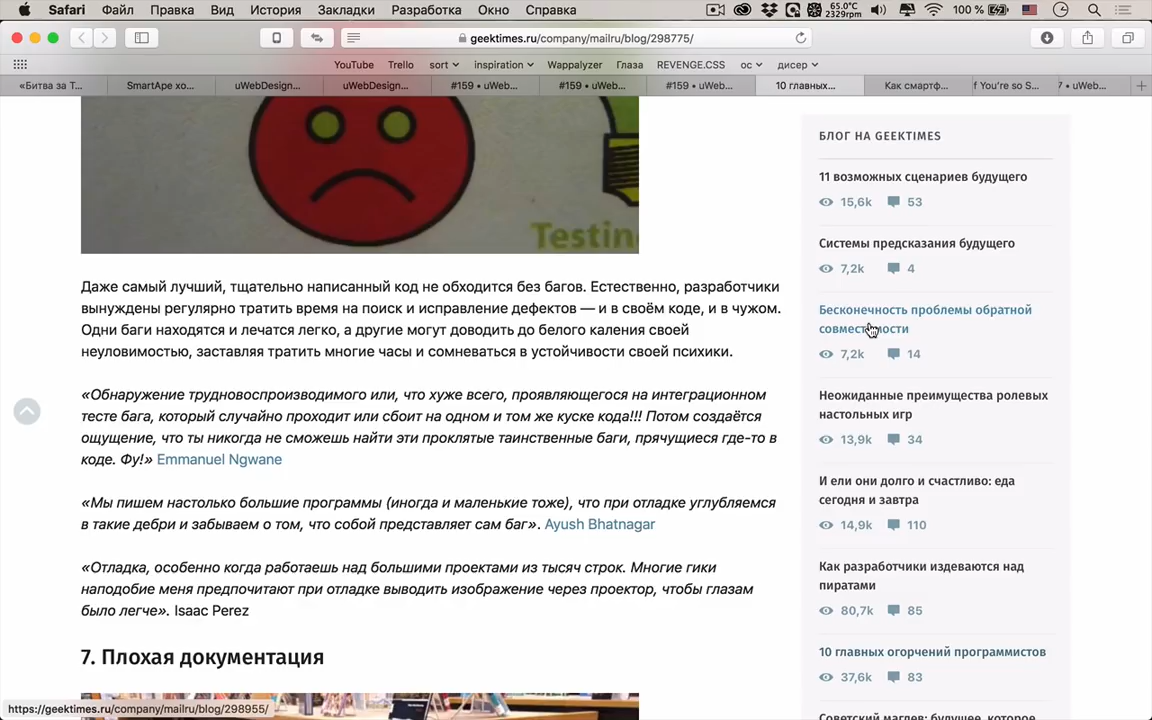 Safari Файл Правка Вид История Закладки Разработка Окно Справка 65.0°C 2329rpm 100 %
geektimes.ru/company/mailru/blog/298775/
YouTube Trello sort inspiration Wappalyzer Глаза REVENGE.CSS ос дисер
«Битва за Т... SmartApe хо... uWebDesign... uWebDesign... #159 • uWeb... #159 • uWeb... #159 • uWeb... 10 главных... Как смартф... f You're so S... 7 • uWeb...
Testin
Даже самый лучший, тщательно написанный код не обходится без багов. Естественно, разработчики
вынуждены регулярно тратить время на поиск и исправление дефектов — и в своём коде, и в чужом.
Одни баги находятся и лечатся легко, а другие могут доводить до белого каления своей
неуловимостью, заставляя тратить многие часы и сомневаться в устойчивости своей психики.
«Обнаружение трудновоспроизводимого или, что хуже всего, проявляющегося на интеграционном
тесте бага, который случайно проходит или сбоит на одном и том же куске кода!!! Потом создаётся
ощущение, что ты никогда не сможешь найти эти проклятые таинственные баги, прячущиеся где-то в
коде. Фу!» Emmanuel Ngwane
«Мы пишем настолько большие программы (иногда и маленькие тоже), что при отладке углубляемся
в такие дебри и забываем о том, что собой представляет сам баг». Ayush Bhatnagar
«Отладка, особенно когда работаешь над большими проектами из тысяч строк. Многие гики
наподобие меня предпочитают при отладке выводить изображение через проектор, чтобы глазам
было легче». Isaac Perez
7. Плохая документация
БЛОГ НА GEEKTIMES
11 возможных сценариев будущего
15,6k 53
Системы предсказания будущего
7,2k 4
Бесконечность проблемы обратной
совместимости
7,2k 14
Неожиданные преимущества ролевых
настольных игр
13,9k 34
И ели они долго и счастливо: еда
сегодня и завтра
14,9k 110
Как разработчики издеваются над
пиратами
80,7k 85
10 главных огорчений программистов
37,6k 83
Советский маглев: будущее, которое
https://geektimes.ru/company/mailru/blog/298955/